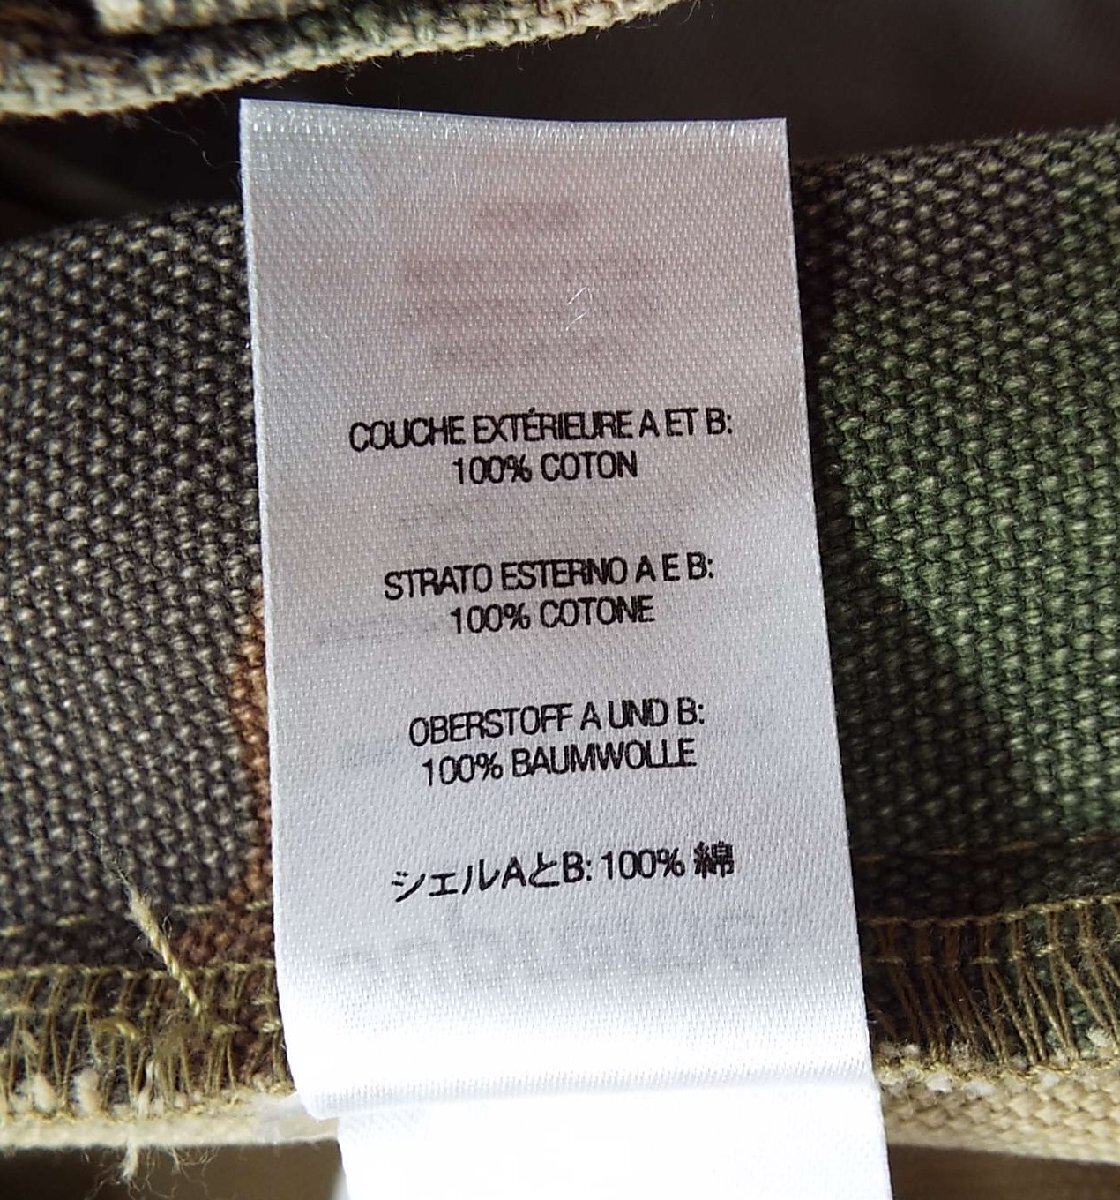 COUCHE EXTÉRIEURE A ET B:
100% COTON
STRATO ESTERNO A E B:
100% COTONE
OBERSTOFF A UND B:
100% BAUMWOLLE
シェルAとB: 100% 綿